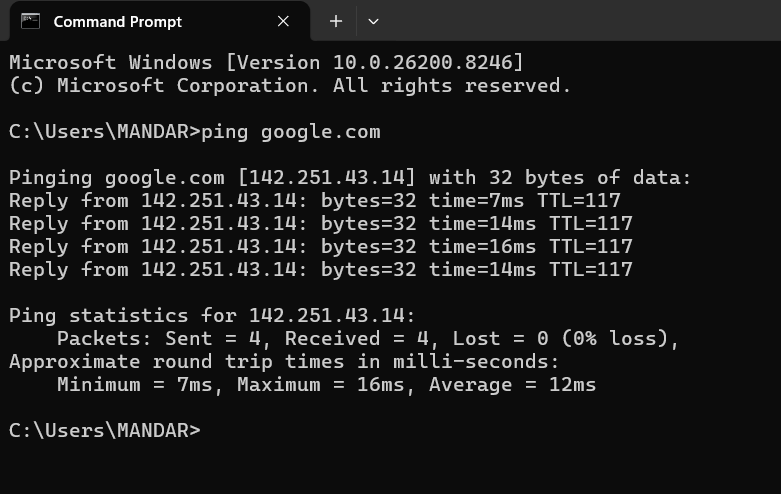 Command Prompt
Microsoft Windows [Version 10.0.26200.8246]
(c) Microsoft Corporation. All rights reserved.
C:\Users\MANDAR>ping google.com
Pinging google.com [142.251.43.14] with 32 bytes of data:
Reply from 142.251.43.14: bytes=32 time=7ms TTL=117
Reply from 142.251.43.14: bytes=32 time=14ms TTL=117
Reply from 142.251.43.14: bytes=32 time=16ms TTL=117
Reply from 142.251.43.14: bytes=32 time=14ms TTL=117
Ping statistics for 142.251.43.14:
    Packets: Sent = 4, Received = 4, Lost = 0 (0% loss),
Approximate round trip times in milli-seconds:
    Minimum = 7ms, Maximum = 16ms, Average = 12ms
C:\Users\MANDAR>